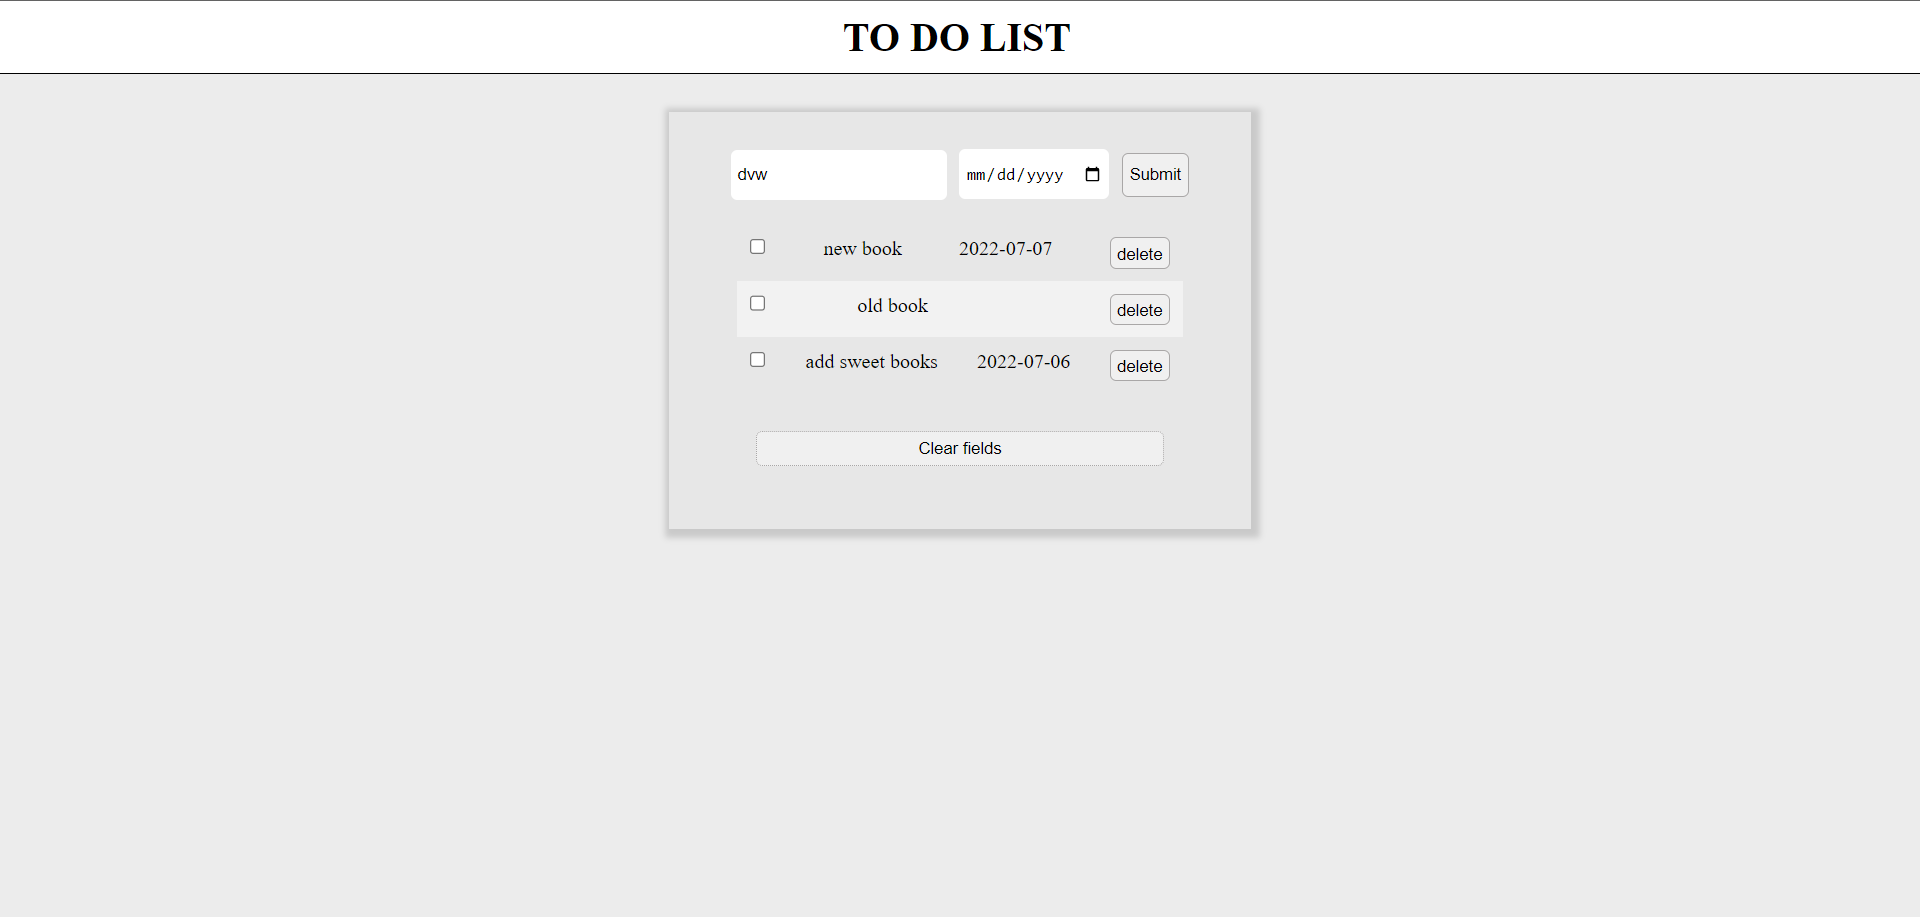 TO DO LIST
dvw mm/dd/yyyy Submit
new book 2022-07-07 delete
old book delete
add sweet books 2022-07-06 delete
Clear fields